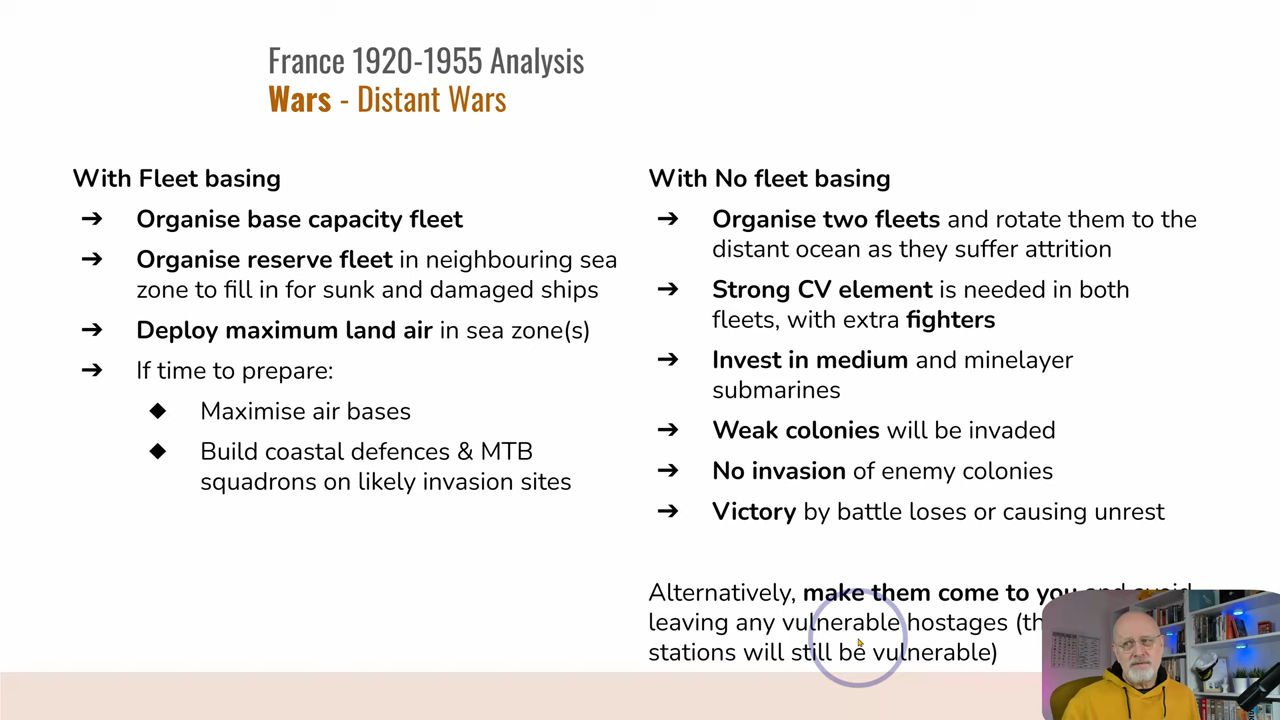 France 1920-1955 Analysis
Wars - Distant Wars
With Fleet basing
➔ Organise base capacity fleet
➔ Organise reserve fleet in neighbouring sea
zone to fill in for sunk and damaged ships
➔ Deploy maximum land air in sea zone(s)
➔ If time to prepare:
◆ Maximise air bases
◆ Build coastal defences & MTB
squadrons on likely invasion sites
With No fleet basing
➔ Organise two fleets and rotate them to the
distant ocean as they suffer attrition
➔ Strong CV element is needed in both
fleets, with extra fighters
➔ Invest in medium and minelayer
submarines
➔ Weak colonies will be invaded
➔ No invasion of enemy colonies
➔ Victory by battle loses or causing unrest
Alternatively, make them come to you and avoid
leaving any vulnerable hostages
stations will still be vulnerable)